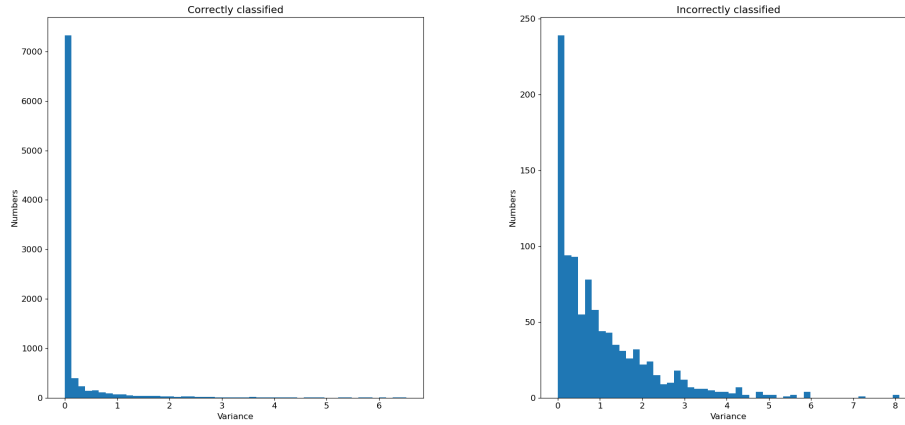 Correctly classified
7000
6000
5000
4000
3000
2000
1000
0
Numbers
0 1 2 3 4 5 6
Variance
Incorrectly classified
250
200
150
100
50
0
Numbers
0 1 2 3 4 5 6 7 8
Variance